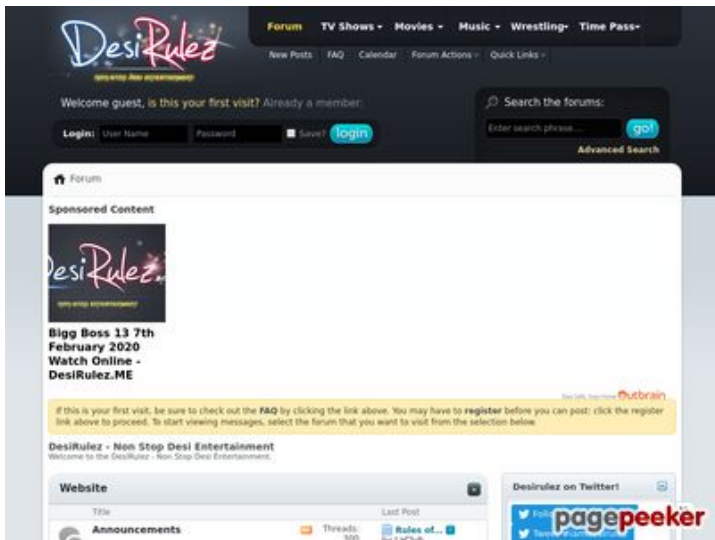 DesiRulez
non stop desi entertainment
Forum TV Shows Movies Music Wrestling Time Pass
New Posts FAQ Calendar Forum Actions Quick Links
Welcome guest, is this your first visit? Already a member:
Login: User Name Password Save? login
Search the forums:
Enter search phrase.... go!
Advanced Search
Forum
Sponsored Content
DesiRulez
Bigg Boss 13 7th
February 2020
Watch Online -
DesiRulez.ME
Outbrain
If this is your first visit, be sure to check out the FAQ by clicking the link above. You may have to register before you can post: click the register
link above to proceed. To start viewing messages, select the forum that you want to visit from the selection below.
DesiRulez - Non Stop Desi Entertainment
Welcome to the DesiRulez - Non Stop Desi Entertainment.
Website
Title Last Post
Announcements
Threads:
300
Rules of...
Desirulez on Twitter!
pagepeeker